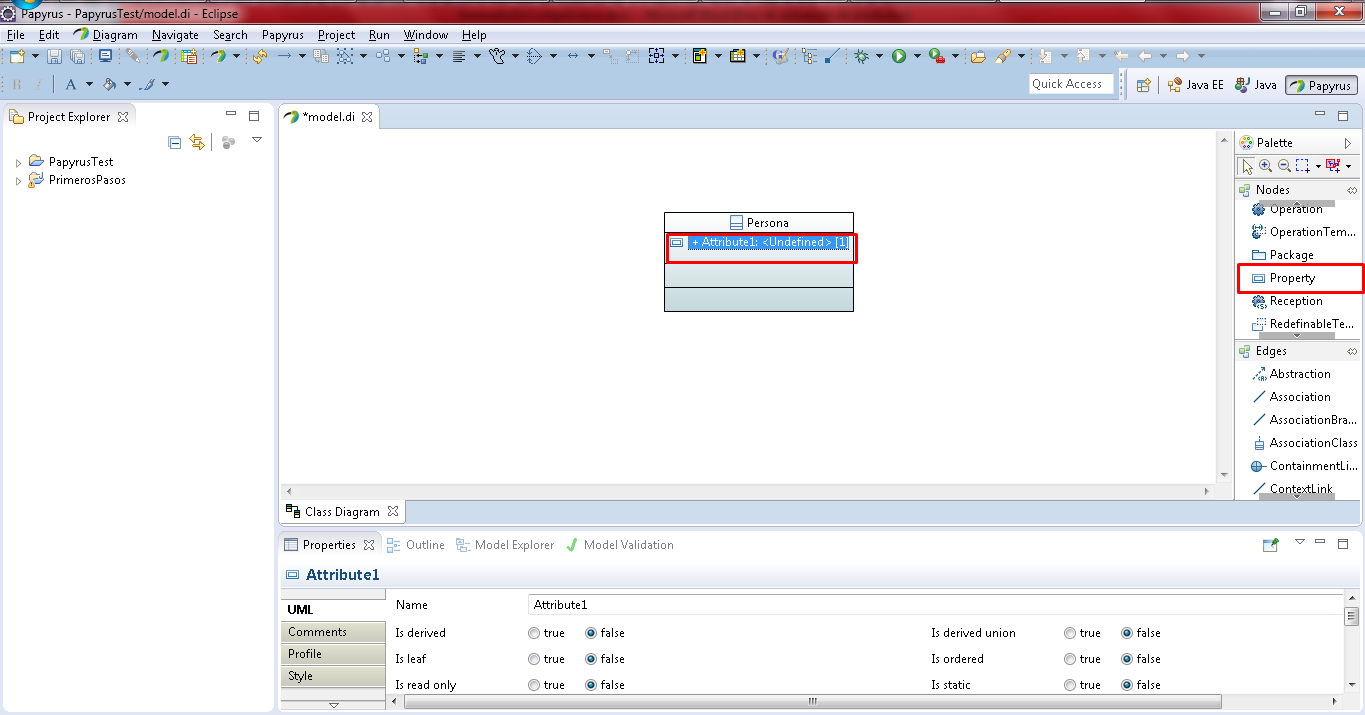 Papyrus - PapyrusTest/model.di - Eclipse
File Edit Diagram Navigate Search Papyrus Project Run Window Help
B I A Quick Access Java EE Java Papyrus
Project Explorer
PapyrusTest
PrimerosPasos
*model.di
Persona
+ Attribute1: <Undefined> [1]
Class Diagram
Palette
Nodes
Operation
OperationTem...
Package
Property
Reception
RedefinableTe...
Edges
Abstraction
Association
AssociationBra...
AssociationClass
ContainmentLi...
ContextLink
Properties Outline Model Explorer Model Validation
Attribute1
UML
Comments
Profile
Style
Name Attribute1
Is derived true false Is derived union true false
Is leaf true false Is ordered true false
Is read only true false Is static true false